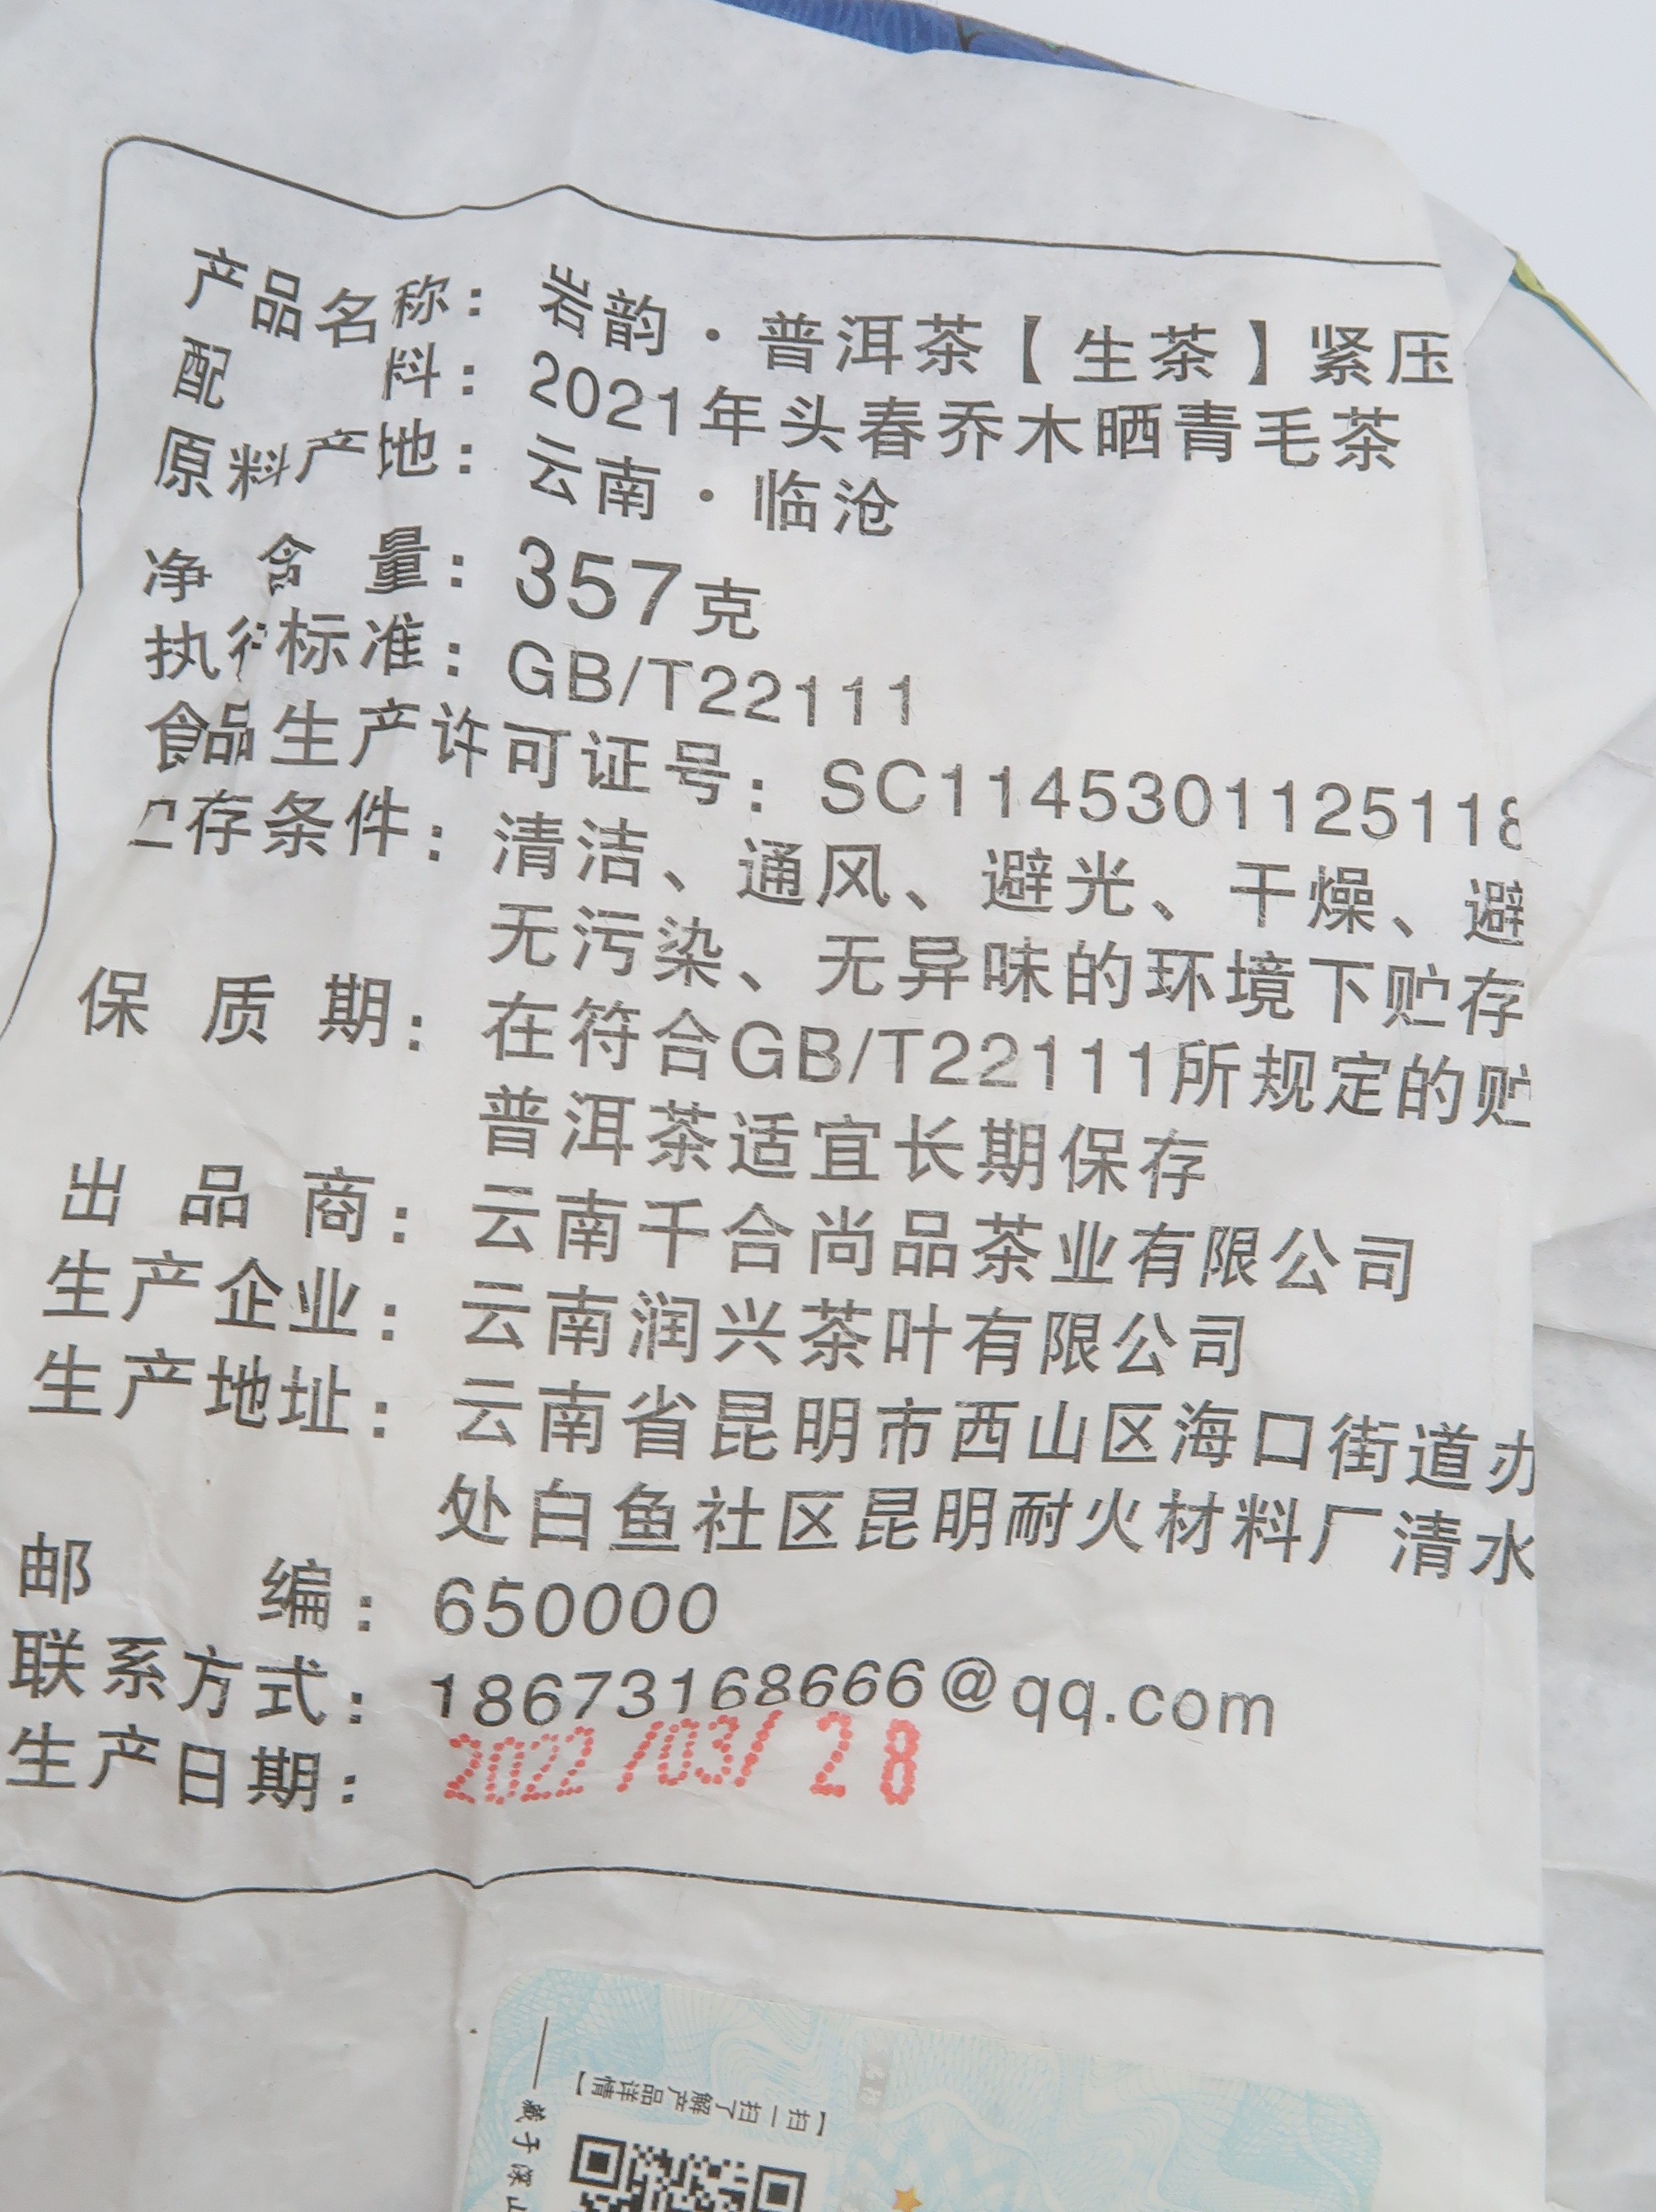 产品名称：岩韵·普洱茶【生茶】紧压
配料：2021年头春乔木晒青毛茶
原料产地：云南·临沧
净含量：357克
执行标准：GB/T22111
食品生产许可证号：SC1145301125118
存条件：清洁、通风、避光、干燥、避
无污染、无异味的环境下贮存
保质期：在符合GB/T22111所规定的贮
普洱茶适宜长期保存
出品商：云南千合尚品茶业有限公司
生产企业：云南润兴茶叶有限公司
生产地址：云南省昆明市西山区海口街道办
处白鱼社区昆明耐火材料厂清水
邮编：650000
联系方式：18673168666@qq.com
生产日期：2022/03/28
【扫一扫了解产品详情】
藏于深山